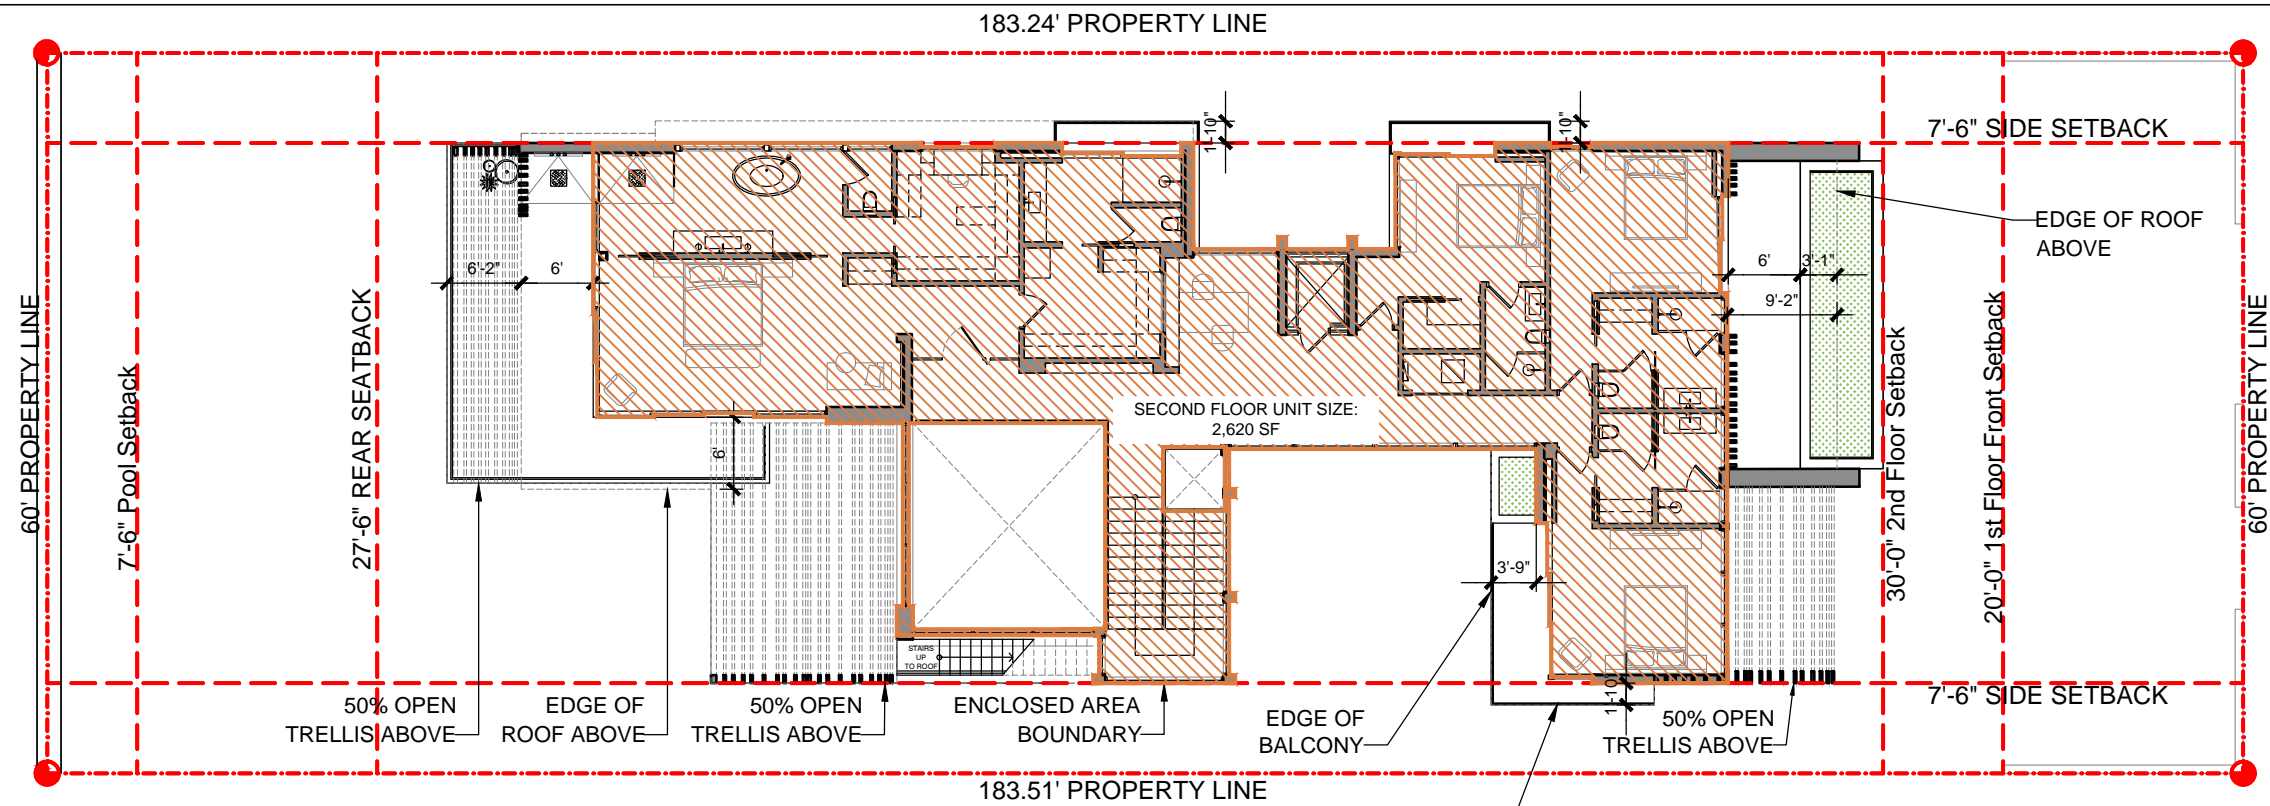 183.24' PROPERTY LINE
1'-10"
1'-10"
7'-6" SIDE SETBACK
EDGE OF ROOF
ABOVE
6'-2"
6'
6'
3'-1"
9'-2"
60' PROPERTY LINE
7'-6" Pool Setback
27'-6" REAR SEATBACK
30'-0" 2nd Floor Setback
20'-0" 1st Floor Front Setback
60' PROPERTY LINE
SECOND FLOOR UNIT SIZE:
2,620 SF
6'
3'-9"
STAIRS
UP
TO ROOF
1'-10"
7'-6" SIDE SETBACK
50% OPEN
TRELLIS ABOVE
EDGE OF
ROOF ABOVE
50% OPEN
TRELLIS ABOVE
ENCLOSED AREA
BOUNDARY
EDGE OF
BALCONY
50% OPEN
TRELLIS ABOVE
183.51' PROPERTY LINE